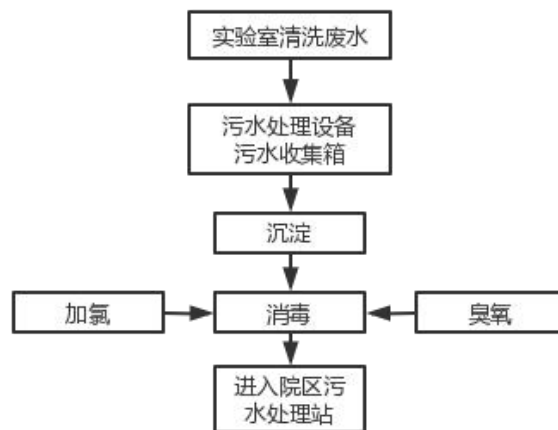 实验室清洗废水
污水处理设备
污水收集箱
沉淀
加氯
消毒
臭氧
进入院区污
水处理站